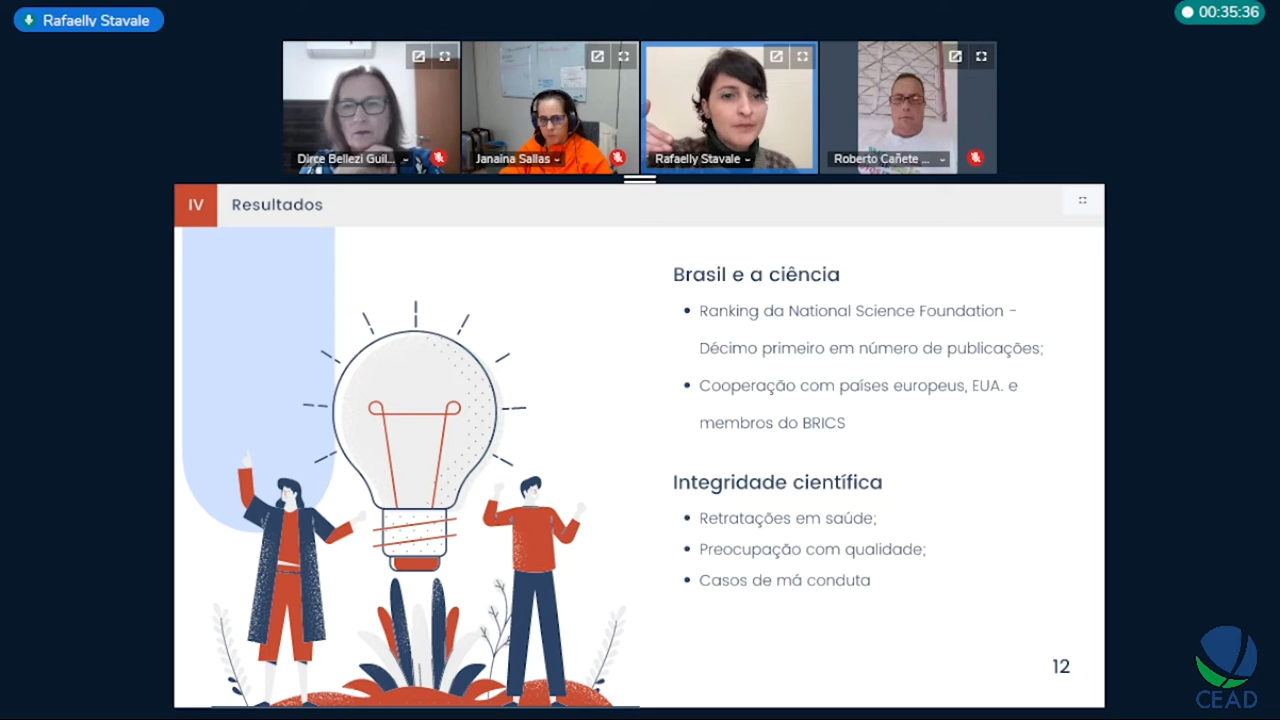 Rafaelly Stavale
00:35:36
Dirce Bellezi Guil...
Janaina Sallas
Rafaelly Stavale
Roberto Cañete ...
IV
Resultados
Brasil e a ciência
Ranking da National Science Foundation -
Décimo primeiro em número de publicações;
Cooperação com países europeus, EUA. e
membros do BRICS
Integridade científica
Retratações em saúde;
Preocupação com qualidade;
Casos de má conduta
12
CEAD